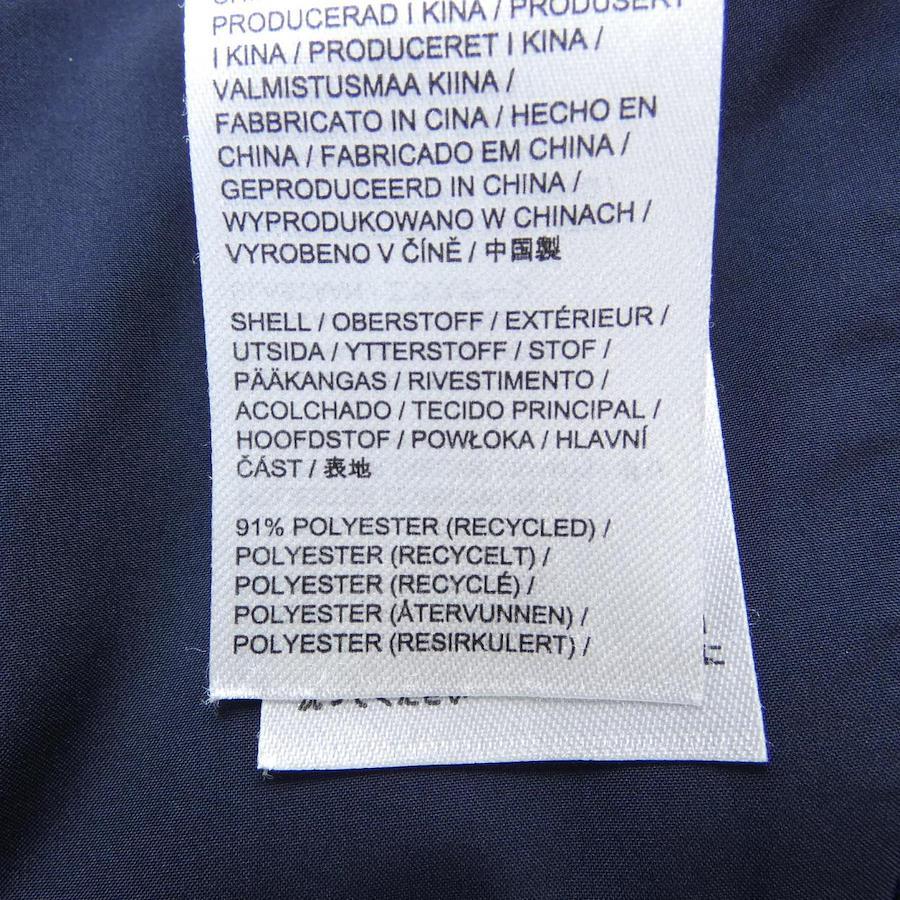 PRODUCERAD I KINA / PRODUSERT
I KINA / PRODUCERET I KINA /
VALMISTUSMAA KIINA /
FABBRICATO IN CINA / HECHO EN
CHINA / FABRICADO EM CHINA /
GEPRODUCEERD IN CHINA /
WYPRODUKOWANO W CHINACH /
VYROBENO V ČÍNĚ / 中国製
SHELL / OBERSTOFF / EXTÉRIEUR /
UTSIDA / YTTERSTOFF / STOF /
PÄÄKANGAS / RIVESTIMENTO /
ACOLCHADO / TECIDO PRINCIPAL /
HOOFDSTOF / POWŁOKA / HLAVNÍ
ČÁST / 表地
91% POLYESTER (RECYCLED) /
POLYESTER (RECYCELT) /
POLYESTER (RECYCLÉ) /
POLYESTER (ÅTERVUNNEN) /
POLYESTER (RESIRKULERT) /
に